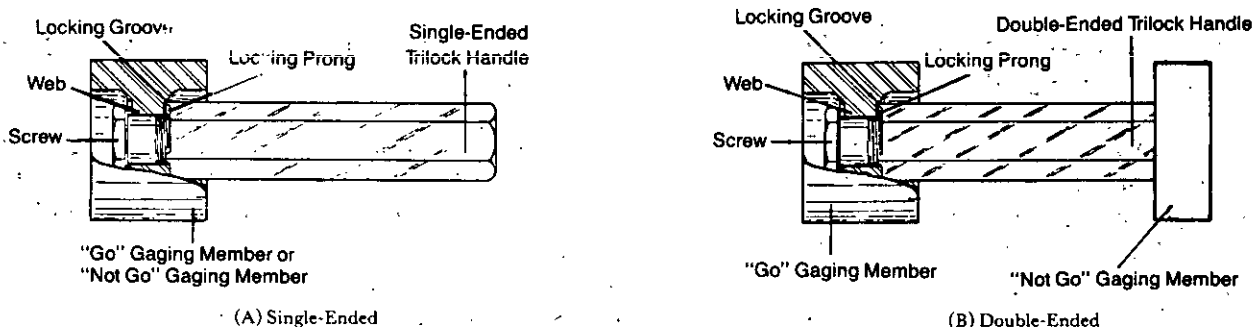 Locking Groove
Single-Ended
Trilock Handle
Locking Prong
Web
Screw
"Go" Gaging Member or
"Not Go" Gaging Member
(A) Single-Ended
Locking Groove
Double-Ended Trilock Handle
Locking Prong
Web
Screw
"Go" Gaging Member
"Not Go" Gaging Member
(B) Double-Ended